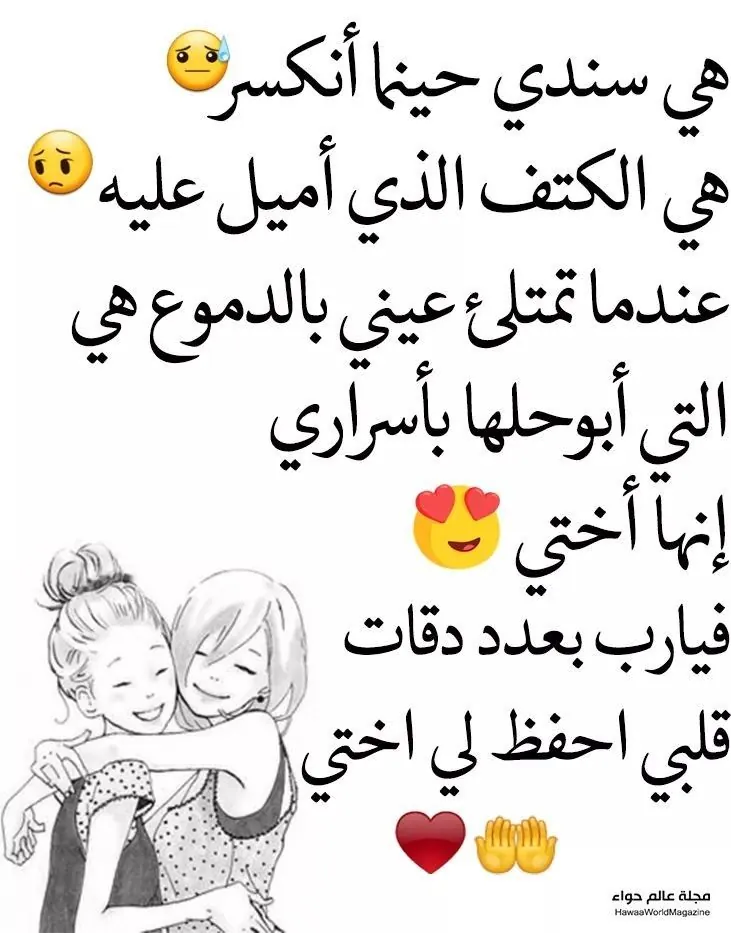 هي سندي حينما أنكسر😓
هي الكتف الذي أميل عليه😔
عندما تمتلئ عيني بالدموع هي
التي أبوحلها بأسراري
إنها أختي 😍
فيارب بعدد دقات
قلبي احفظ لي اختي
❤️🤲
مجلة عالم حواء
HawaaWorldMagazine